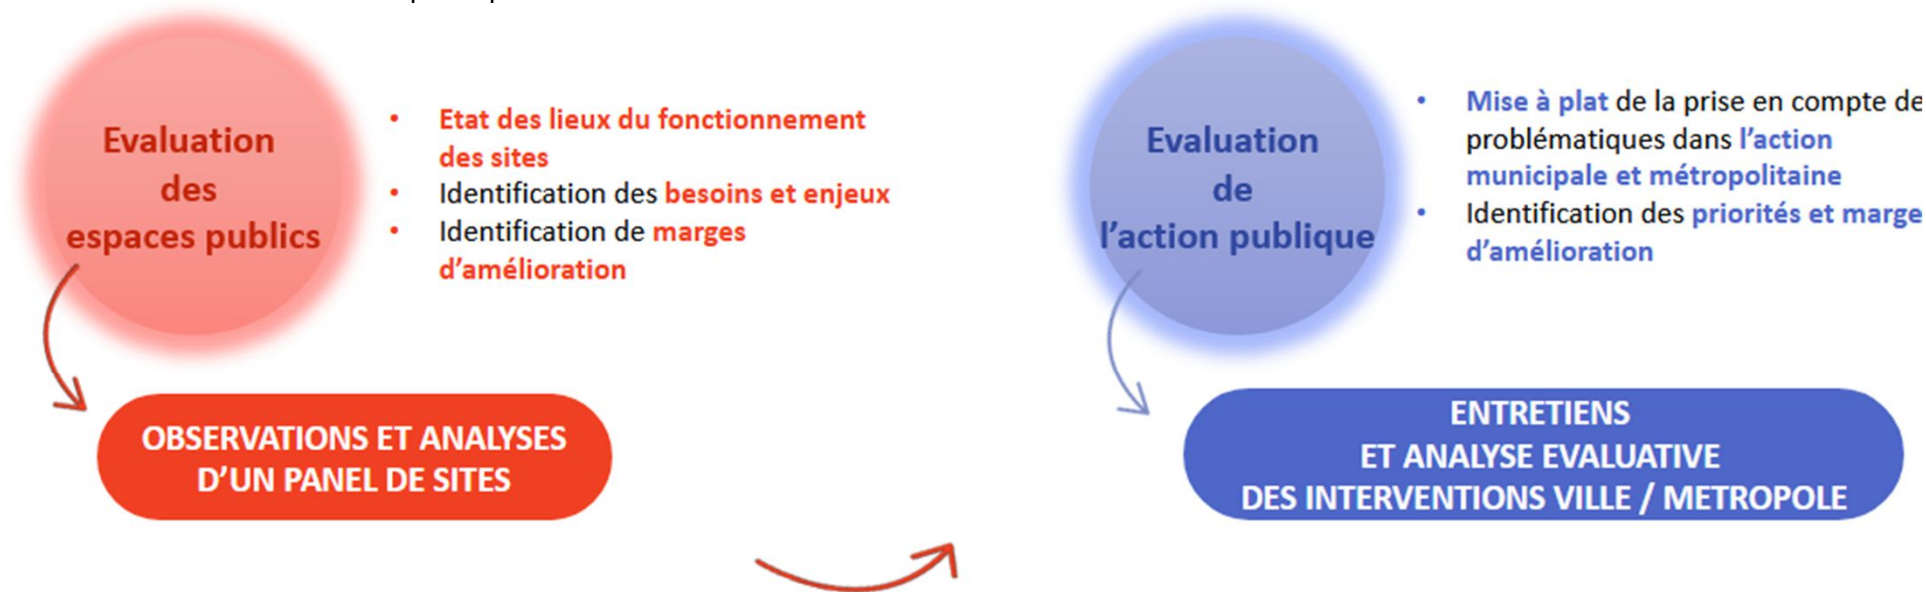 Evaluation
des
espaces publics
• Etat des lieux du fonctionnement
des sites
• Identification des besoins et enjeux
• Identification de marges
d’amélioration
OBSERVATIONS ET ANALYSES
D’UN PANEL DE SITES
Evaluation
de
l’action publique
• Mise à plat de la prise en compte de
problématiques dans l’action
municipale et métropolitaine
• Identification des priorités et marge
d’amélioration
ENTRETIENS
ET ANALYSE EVALUATIVE
DES INTERVENTIONS VILLE / METROPOLE